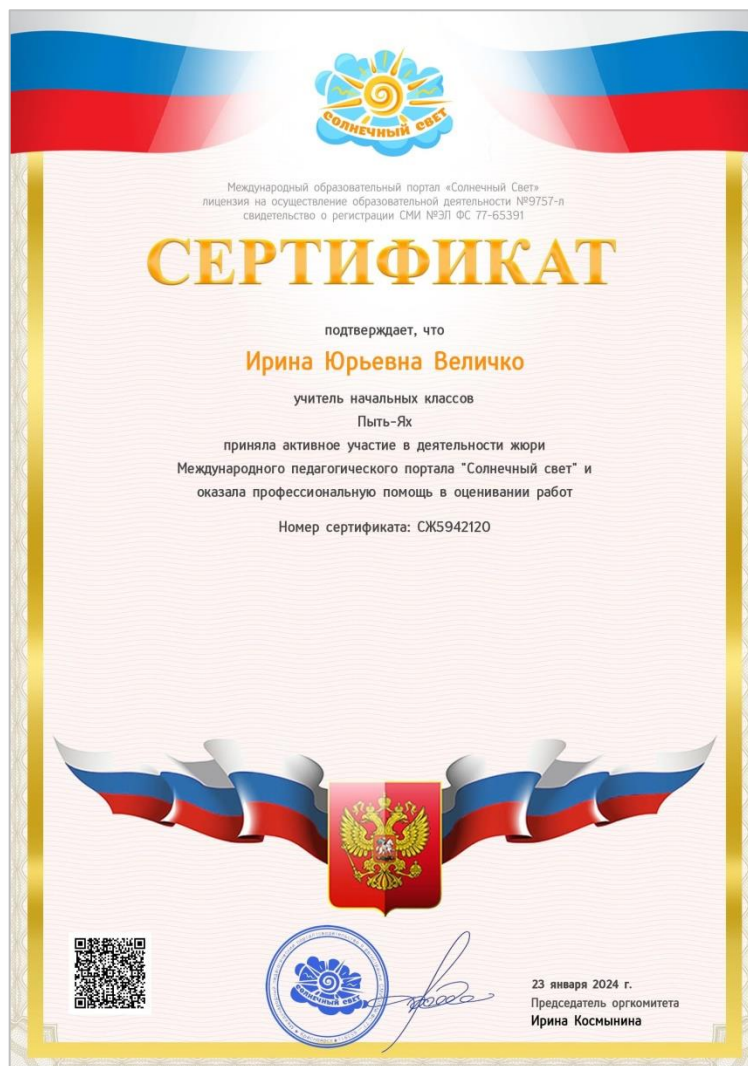 СОЛНЕЧНЫЙ СВЕТ
Международный образовательный портал «Солнечный Свет»
лицензия на осуществление образовательной деятельности №9757-л
свидетельство о регистрации СМИ №ЭЛ ФС 77-65391
СЕРТИФИКАТ
подтверждает, что
Ирина Юрьевна Величко
учитель начальных классов
Пыть-Ях
приняла активное участие в деятельности жюри
Международного педагогического портала "Солнечный свет" и
оказала профессиональную помощь в оценивании работ
Номер сертификата: СЖ5942120
СОЛНЕЧНЫЙ СВЕТ
23 января 2024 г.
Председатель оргкомитета
Ирина Космынина